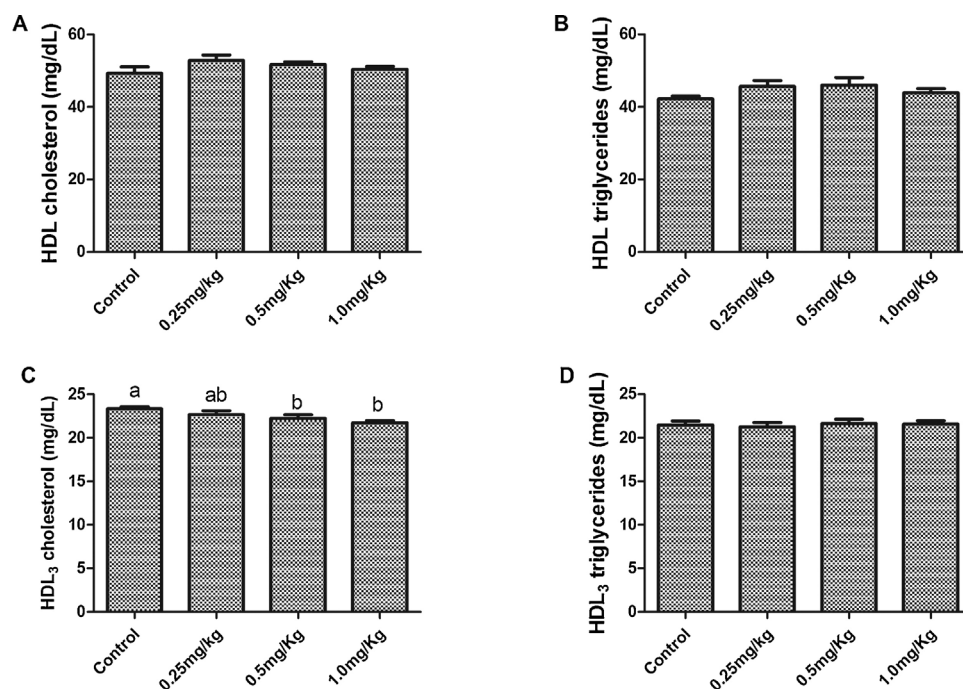 A
HDL cholesterol (mg/dL)
60
40
20
0
Control
0.25mg/Kg
0.5mg/Kg
1.0mg/Kg
B
HDL triglycerides (mg/dL)
60
40
20
0
Control
0.25mg/Kg
0.5mg/Kg
1.0mg/Kg
C
HDL₃ cholesterol (mg/dL)
25
20
15
10
5
0
a
ab
b
b
Control
0.25mg/Kg
0.5mg/Kg
1.0mg/Kg
D
HDL₃ triglycerides (mg/dL)
25
20
15
10
5
0
Control
0.25mg/Kg
0.5mg/Kg
1.0mg/Kg